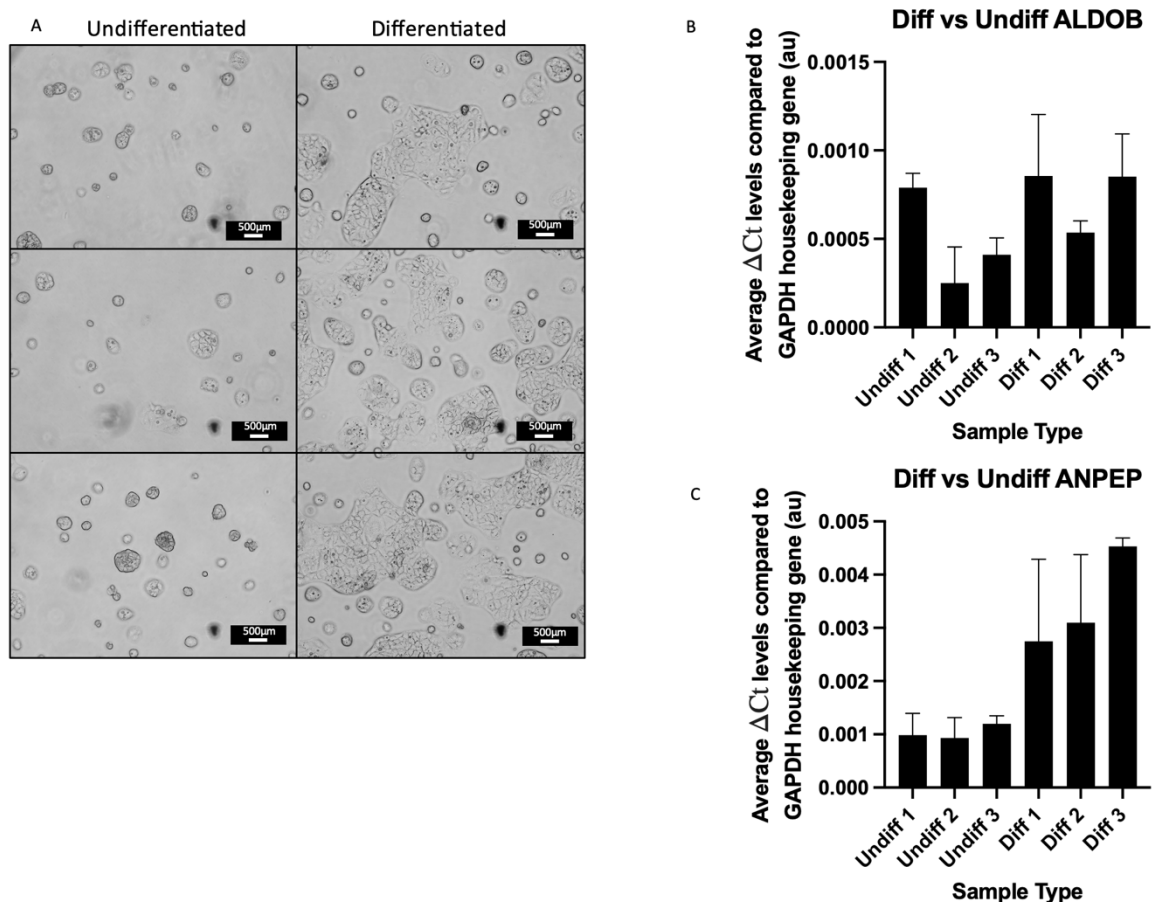 A
Undifferentiated
Differentiated
500µm
500µm
500µm
500µm
500µm
500µm
B
Diff vs Undiff ALDOB
Average ΔCt levels compared to
GAPDH housekeeping gene (au)
0.0015
0.0010
0.0005
0.0000
Undiff 1
Undiff 2
Undiff 3
Diff 1
Diff 2
Diff 3
Sample Type
C
Diff vs Undiff ANPEP
Average ΔCt levels compared to
GAPDH housekeeping gene (au)
0.005
0.004
0.003
0.002
0.001
0.000
Undiff 1
Undiff 2
Undiff 3
Diff 1
Diff 2
Diff 3
Sample Type